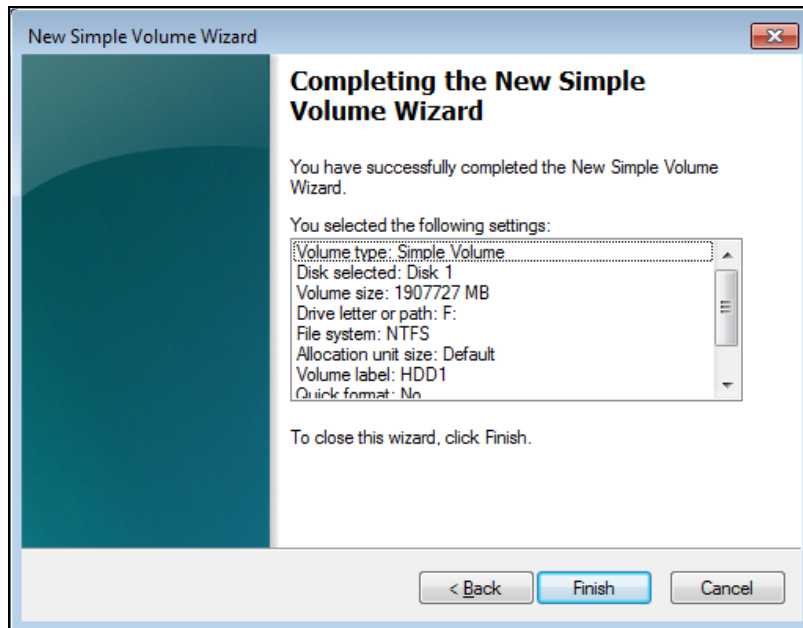 New Simple Volume Wizard
Completing the New Simple
Volume Wizard
You have successfully completed the New Simple Volume
Wizard.
You selected the following settings:
Volume type: Simple Volume
Disk selected: Disk 1
Volume size: 1907727 MB
Drive letter or path: F:
File system: NTFS
Allocation unit size: Default
Volume label: HDD1
Quick format: No
To close this wizard, click Finish.
< Back
Finish
Cancel